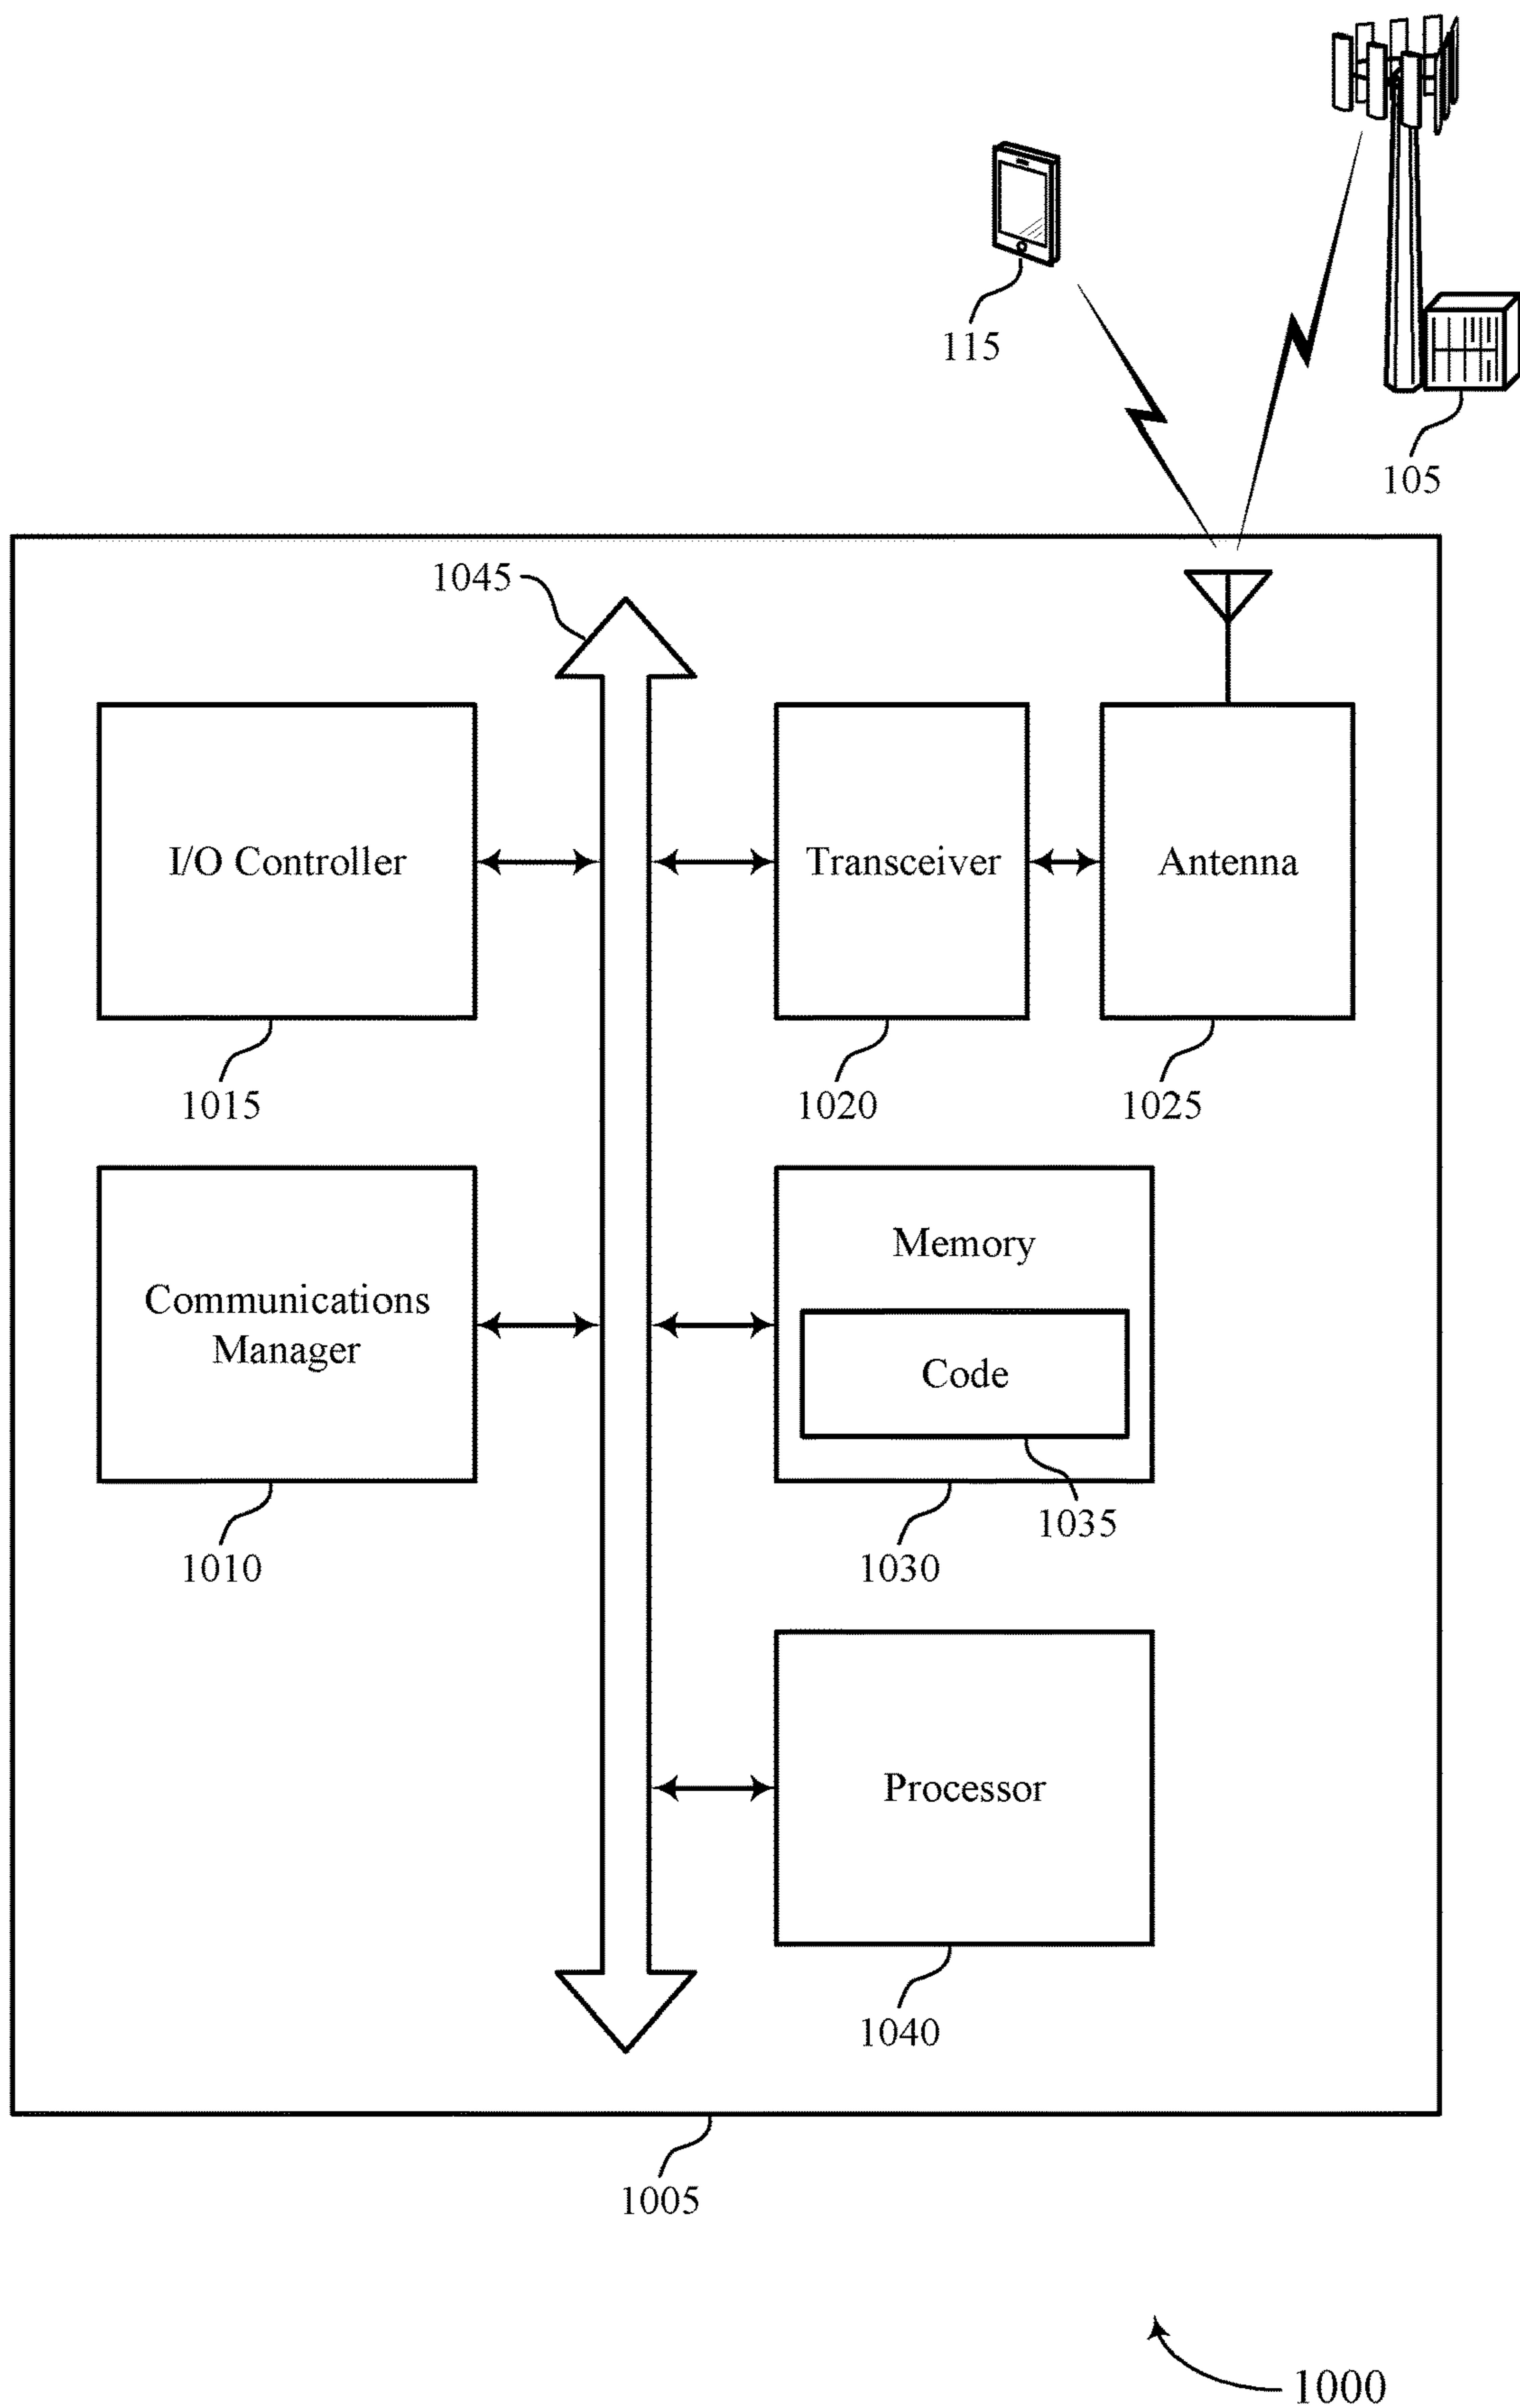 115
105
1045
I/O Controller
Transceiver
Antenna
1015
1020
1025
Communications
Manager
Memory
Code
1035
1010
1030
Processor
1040
1005
1000